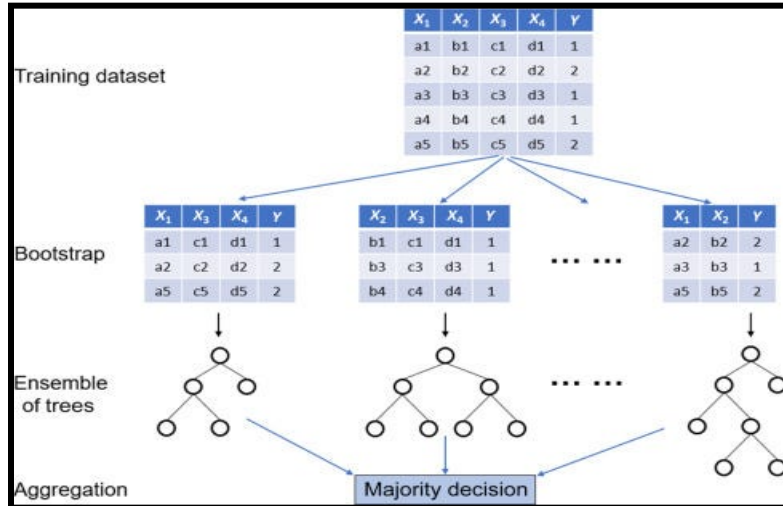 X₁ X₂ X₃ X₄ Y
a1 b1 c1 d1 1
a2 b2 c2 d2 2
Training dataset
a3 b3 c3 d3 1
a4 b4 c4 d4 1
a5 b5 c5 d5 2
X₁ X₃ X₄ Y
a1 c1 d1 1
a2 c2 d2 2
a5 c5 d5 2
X₂ X₃ X₄ Y
b1 c1 d1 1
b3 c3 d3 1
b4 c4 d4 1
X₁ X₂ Y
a2 b2 2
a3 b3 1
a5 b5 2
Bootstrap
... ...
Ensemble
of trees
... ...
Aggregation
Majority decision